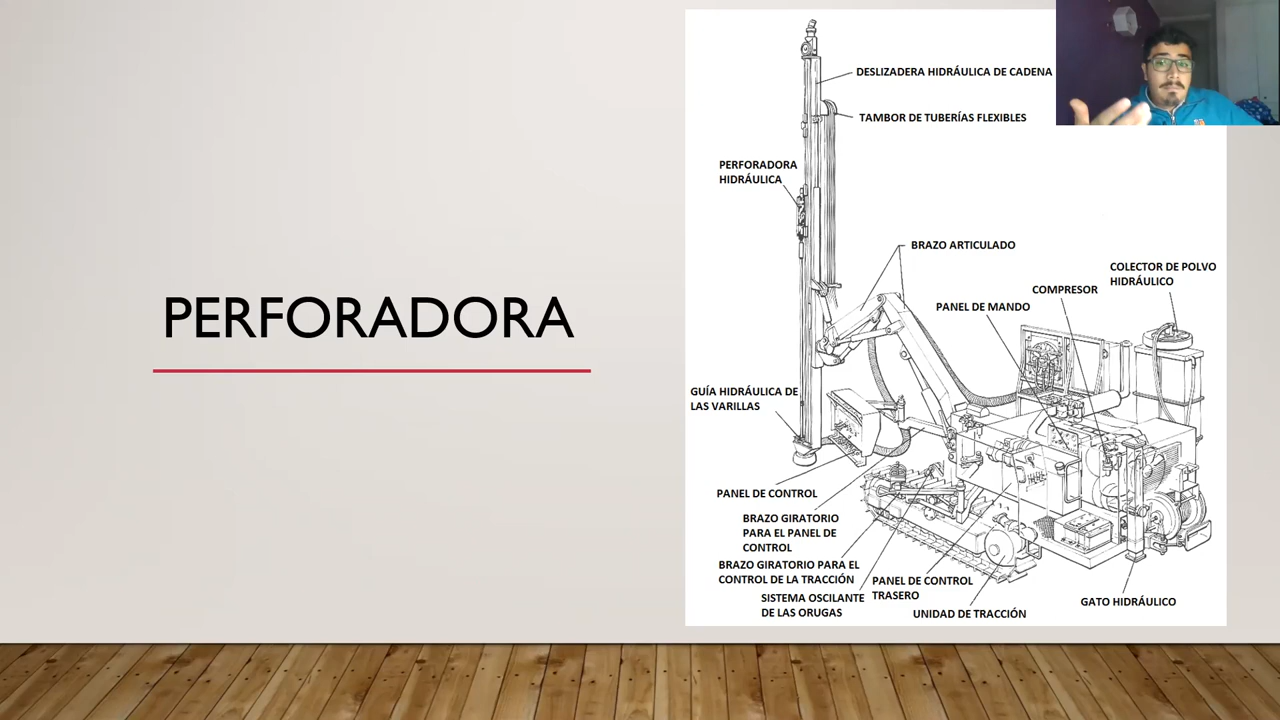 PERFORADORA
DESLIZADERA HIDRÁULICA DE CADENA
TAMBOR DE TUBERÍAS FLEXIBLES
PERFORADORA
HIDRÁULICA
BRAZO ARTICULADO
COLECTOR DE POLVO
HIDRÁULICO
COMPRESOR
PANEL DE MANDO
GUÍA HIDRÁULICA DE
LAS VARILLAS
PANEL DE CONTROL
BRAZO GIRATORIO
PARA EL PANEL DE
CONTROL
BRAZO GIRATORIO PARA EL
CONTROL DE LA TRACCIÓN
SISTEMA OSCILANTE
DE LAS ORUGAS
PANEL DE CONTROL
TRASERO
UNIDAD DE TRACCIÓN
GATO HIDRÁULICO